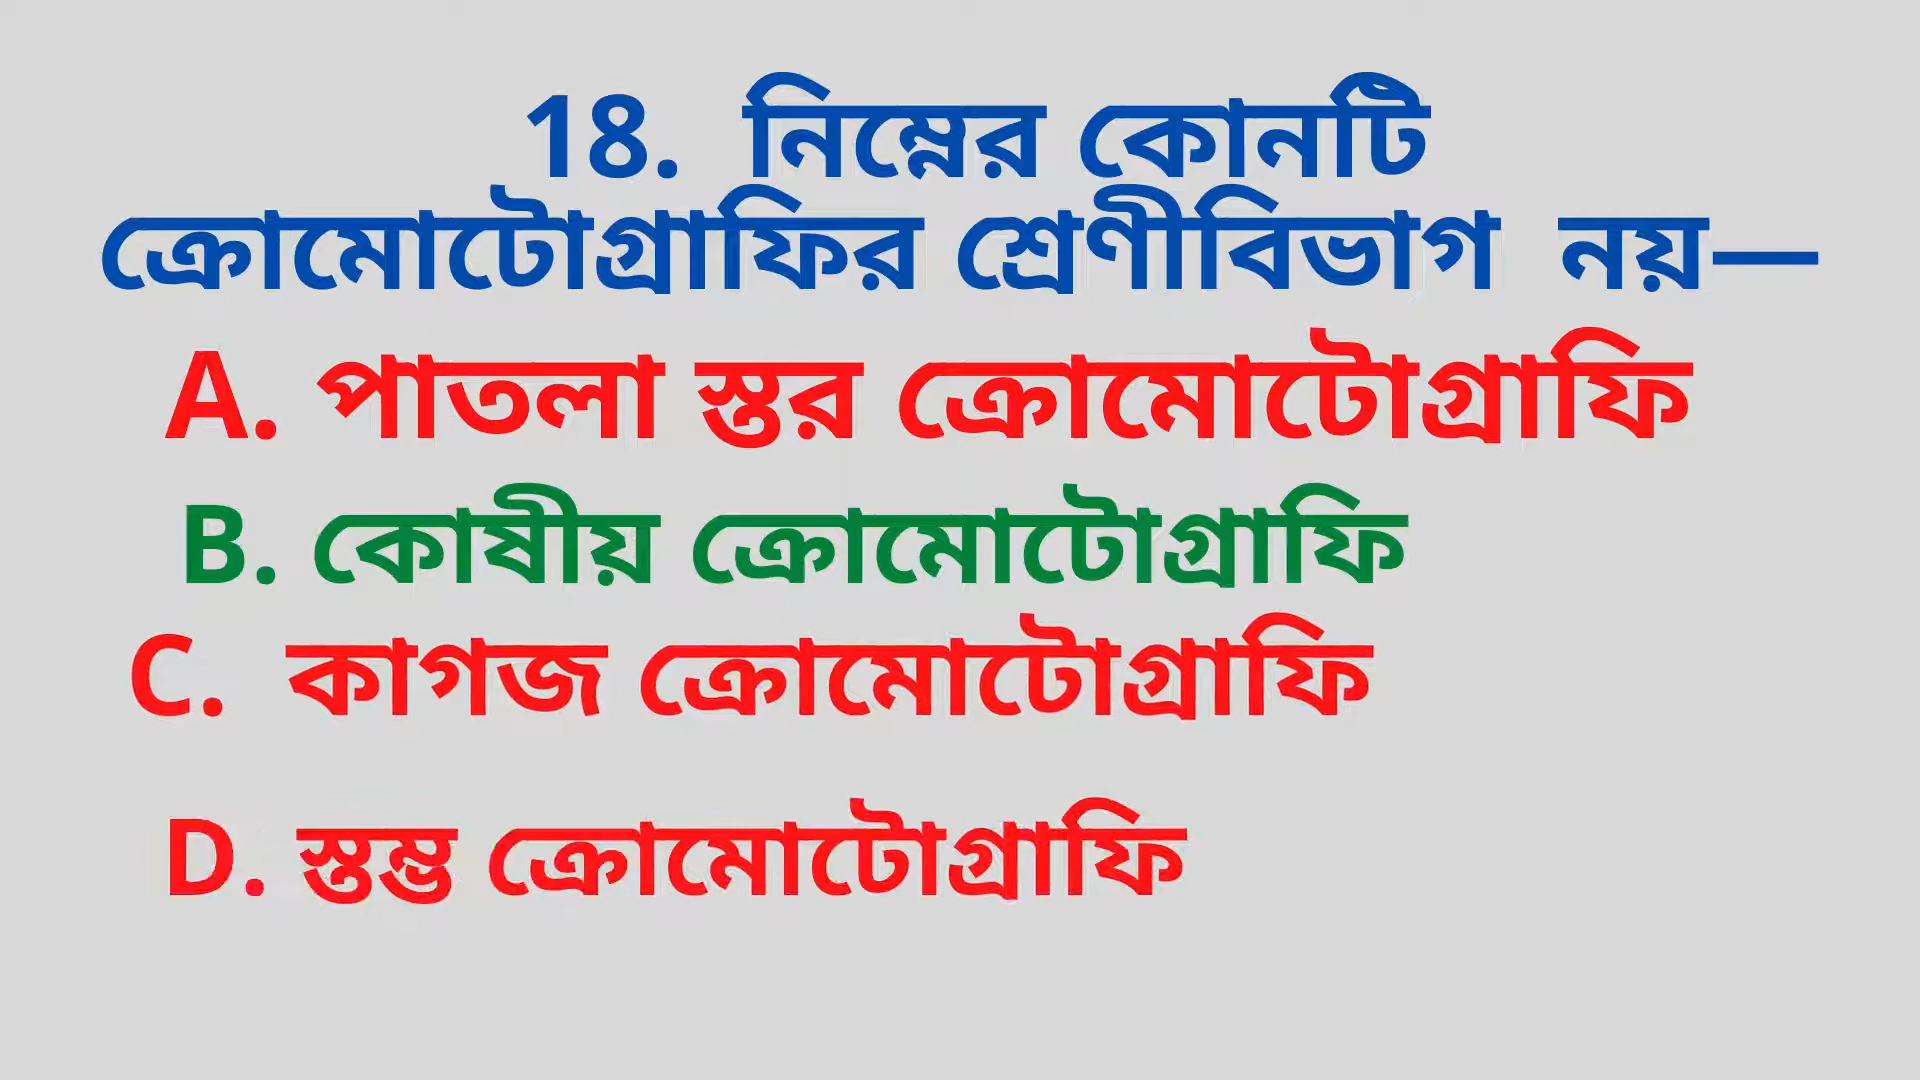 18. নিম্নের কোনটি
ক্রোমোটোগ্রাফির শ্রেণীবিভাগ নয়—
A. পাতলা স্তর ক্রোমোটোগ্রাফি
B. কোষীয় ক্রোমোটোগ্রাফি
C. কাগজ ক্রোমোটোগ্রাফি
D. স্তম্ভ ক্রোমোটোগ্রাফি